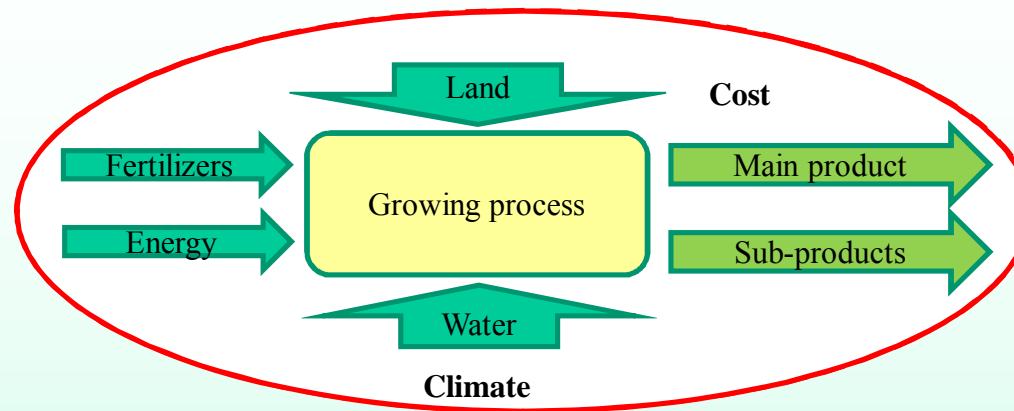 Land
Cost
Fertilizers
Main product
Growing process
Energy
Sub-products
Water
Climate